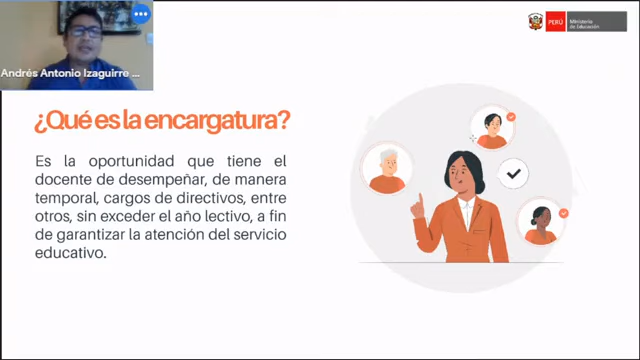 Andrés Antonio Izaguirre ...
PERÚ
Ministerio
de Educación
¿Qué es la encargatura?
Es la oportunidad que tiene el
docente de desempeñar, de manera
temporal, cargos de directivos, entre
otros, sin exceder el año lectivo, a fin
de garantizar la atención del servicio
educativo.